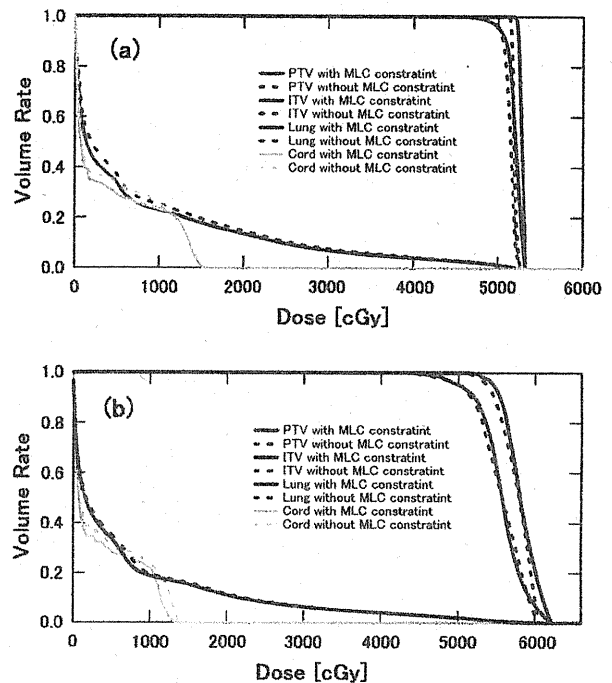 (a)
PTV with MLC constratint
PTV without MLC constratint
ITV with MLC constratint
ITV without MLC constratint
Lung with MLC constratint
Lung without MLC constratint
Cord with MLC constratint
Cord without MLC constratint
Volume Rate
1.0
0.8
0.6
0.4
0.2
0.0
0 1000 2000 3000 4000 5000 6000
Dose [cGy]
(b)
PTV with MLC constratint
PTV without MLC constratint
ITV with MLC constratint
ITV without MLC constratint
Lung with MLC constratint
Lung without MLC constratint
Cord with MLC constratint
Cord without MLC constratint
Volume Rate
1.0
0.8
0.6
0.4
0.2
0.0
0 1000 2000 3000 4000 5000 6000
Dose [cGy]